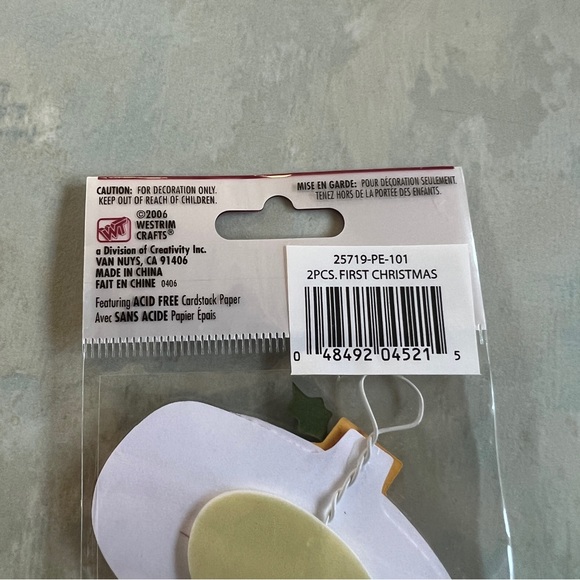 CAUTION: FOR DECORATION ONLY.
KEEP OUT OF REACH OF CHILDREN.
MISE EN GARDE: POUR DÉCORATION SEULEMENT.
TENEZ HORS DE LA PORTÉE DES ENFANTS.
©2006
WESTRIM
CRAFTS®
WT
a Division of Creativity Inc.
VAN NUYS, CA 91406
MADE IN CHINA
FAIT EN CHINE 0406
Featuring ACID FREE Cardstock Paper
Avec SANS ACIDE Papier Épais
25719-PE-101
2PCS. FIRST CHRISTMAS
0 48492 04521 5